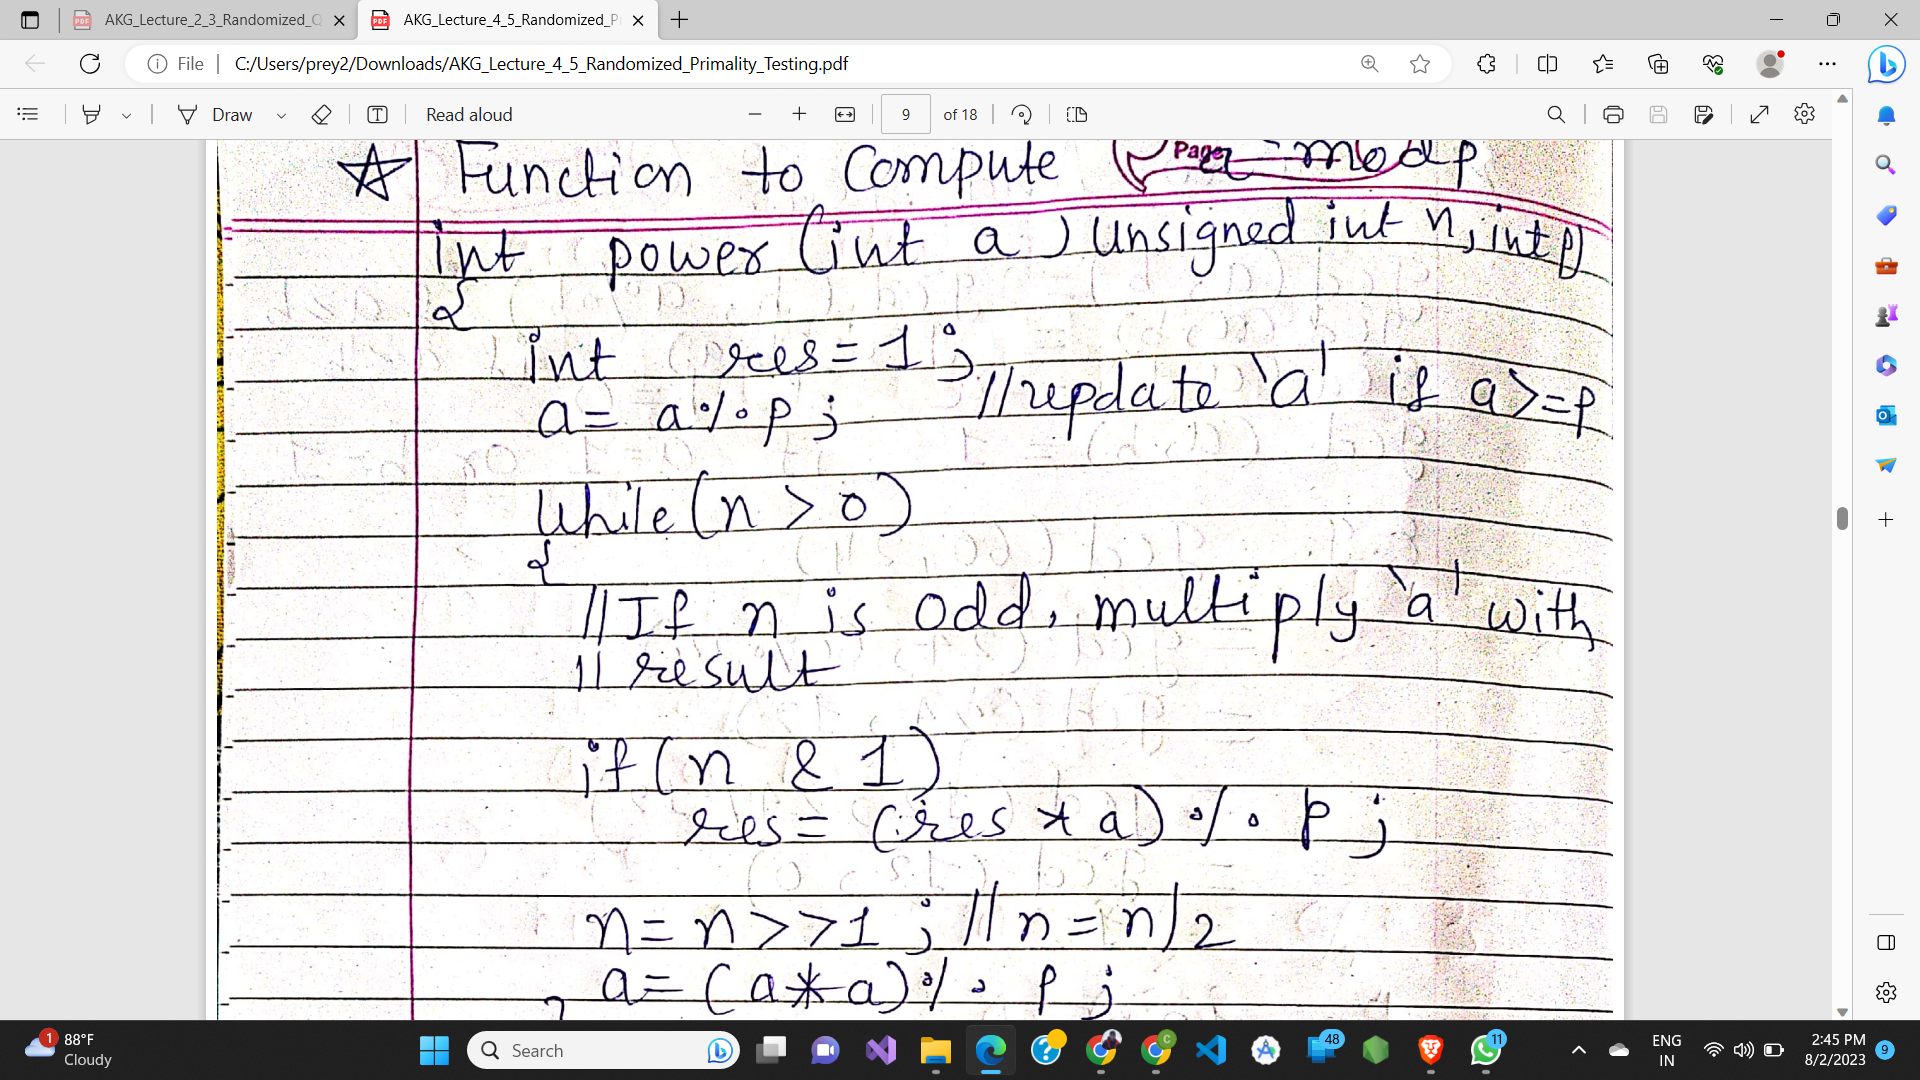 AKG_Lecture_2_3_Randomized_Q
AKG_Lecture_4_5_Randomized_P
File C:/Users/prey2/Downloads/AKG_Lecture_4_5_Randomized_Primality_Testing.pdf
Draw Read aloud 9 of 18
Page
☆ Function to Compute a mod p
int power (int a, unsigned int n, int p)
{
int res = 1;
a = a % p; // update 'a' if a >= p
while (n > 0)
{
// If n is odd, multiply 'a' with
// result
if (n & 1)
res = (res * a) % p;
n = n >> 1; // n = n/2
a = (a * a) % p;
1 88°F
Cloudy
Search
48
11
ENG
IN
2:45 PM
8/2/2023
9